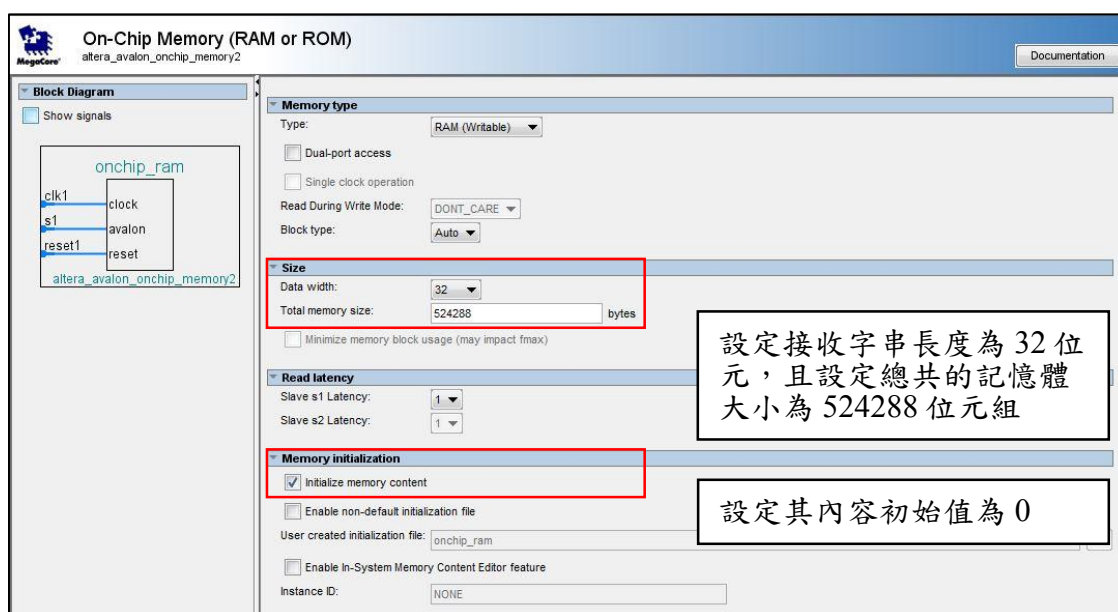 On-Chip Memory (RAM or ROM)
MegaCore'
altera_avalon_onchip_memory2
Documentation
Block Diagram
Show signals
onchip_ram
clk1
clock
s1
avalon
reset1
reset
altera_avalon_onchip_memory2
Memory type
Type: RAM (Writable)
Dual-port access
Single clock operation
Read During Write Mode: DONT_CARE
Block type: Auto
Size
Data width: 32
Total memory size: 524288 bytes
Minimize memory block usage (may impact fmax)
Read latency
Slave s1 Latency: 1
Slave s2 Latency: 1
設定接收字串長度為 32 位
元,且設定總共的記憶體
大小為 524288 位元組
Memory initialization
Initialize memory content
Enable non-default initialization file
User created initialization file: onchip_ram
Enable In-System Memory Content Editor feature
Instance ID: NONE
設定其內容初始值為 0